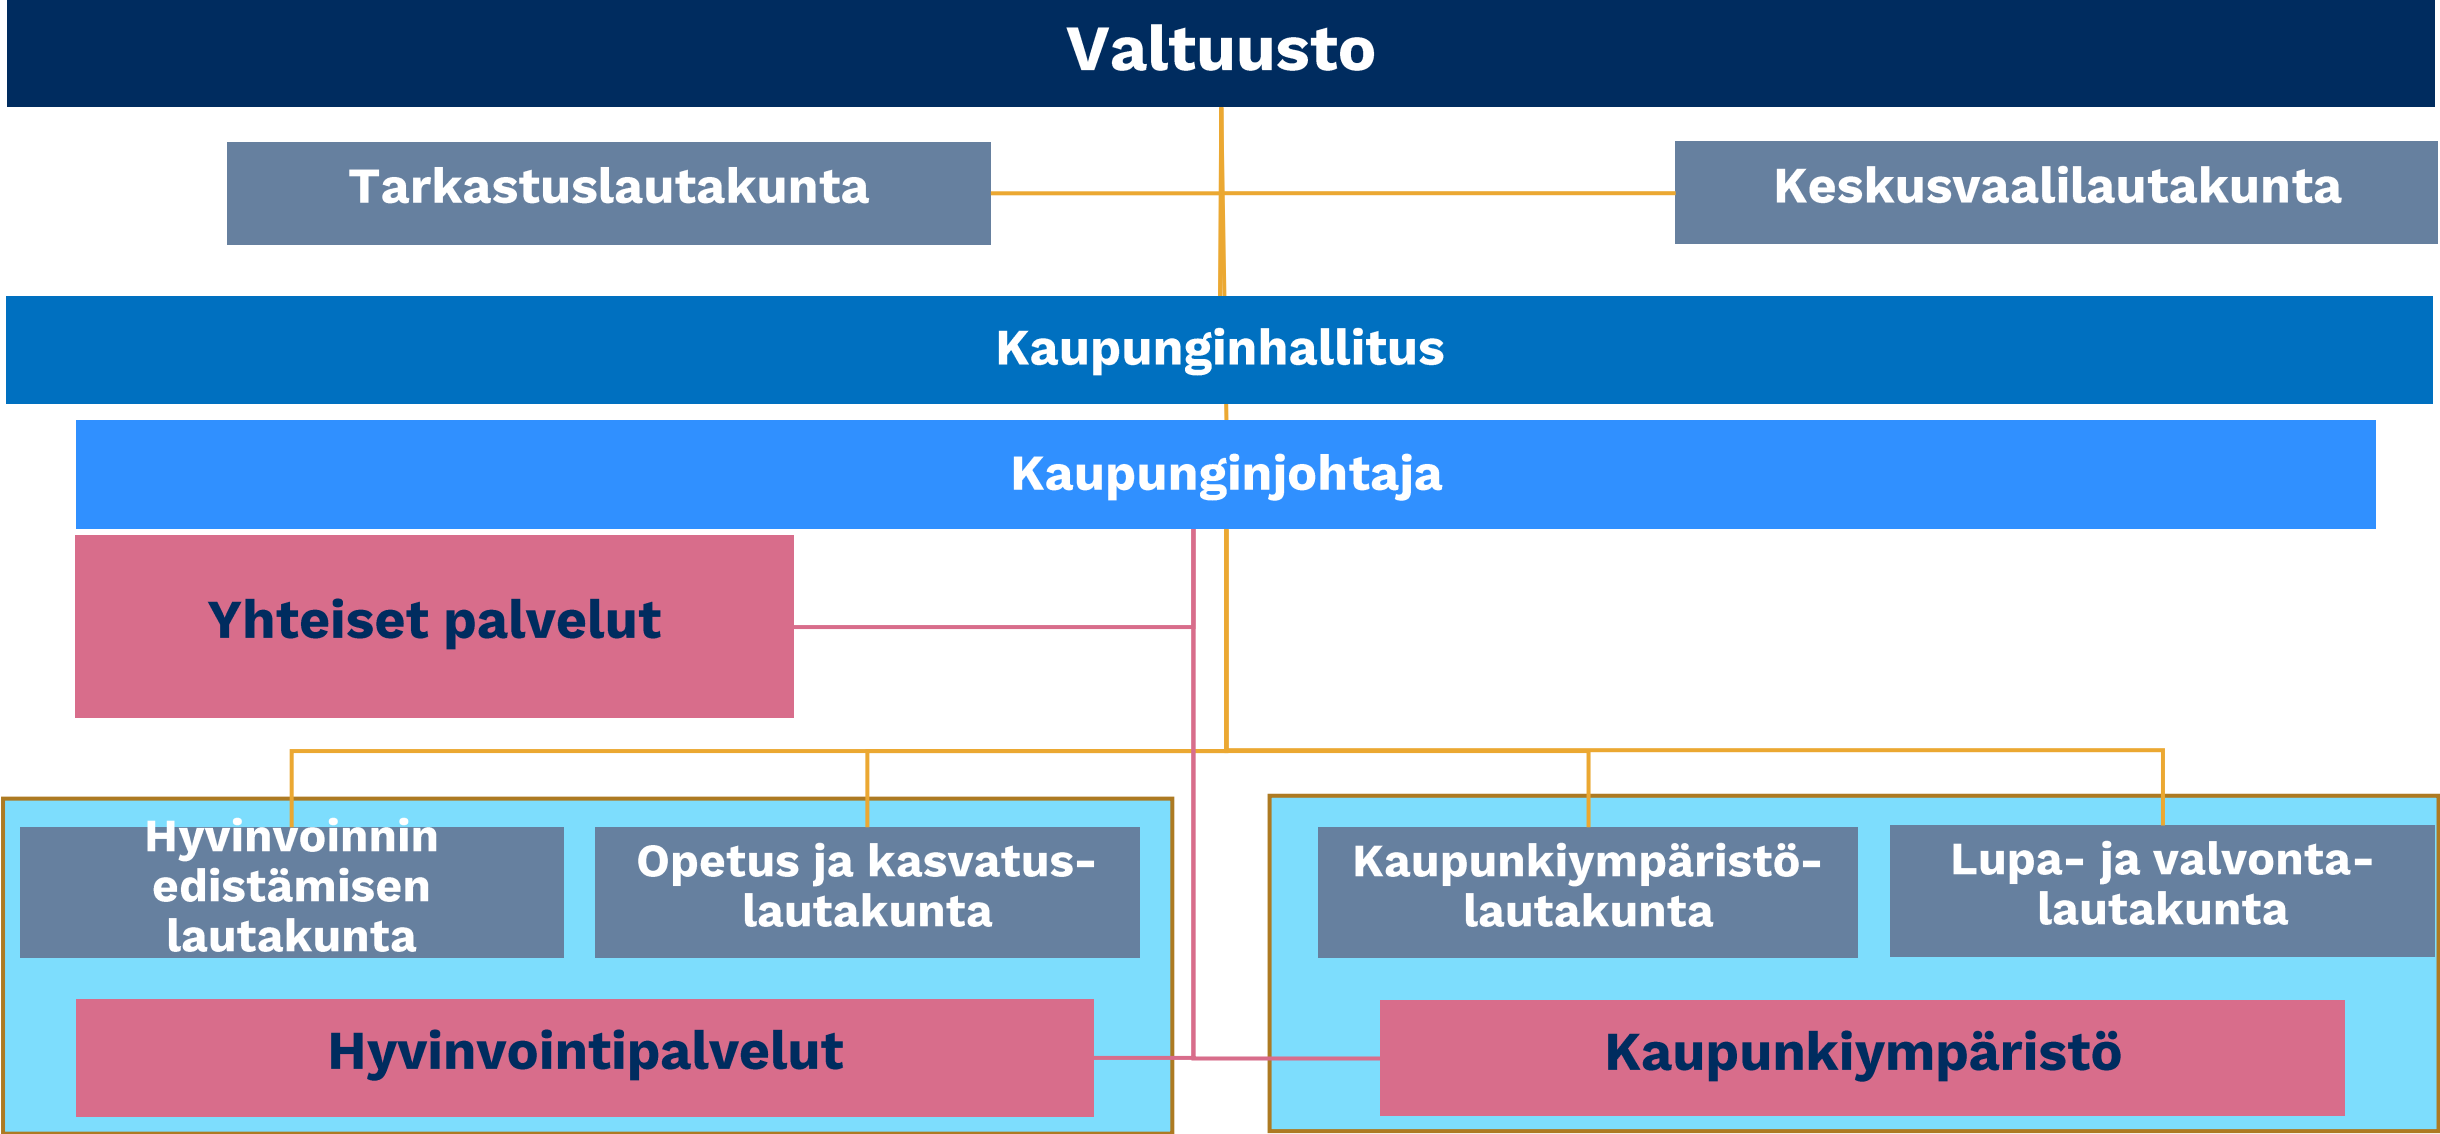 Valtuusto
Tarkastuslautakunta
Keskusvaalilautakunta
Kaupunginhallitus
Kaupunginjohtaja
Yhteiset palvelut
Hyvinvoinnin
edistämisen
lautakunta
Opetus ja kasvatus-
lautakunta
Kaupunkiympäristö-
lautakunta
Lupa- ja valvonta-
lautakunta
Hyvinvointipalvelut
Kaupunkiympäristö